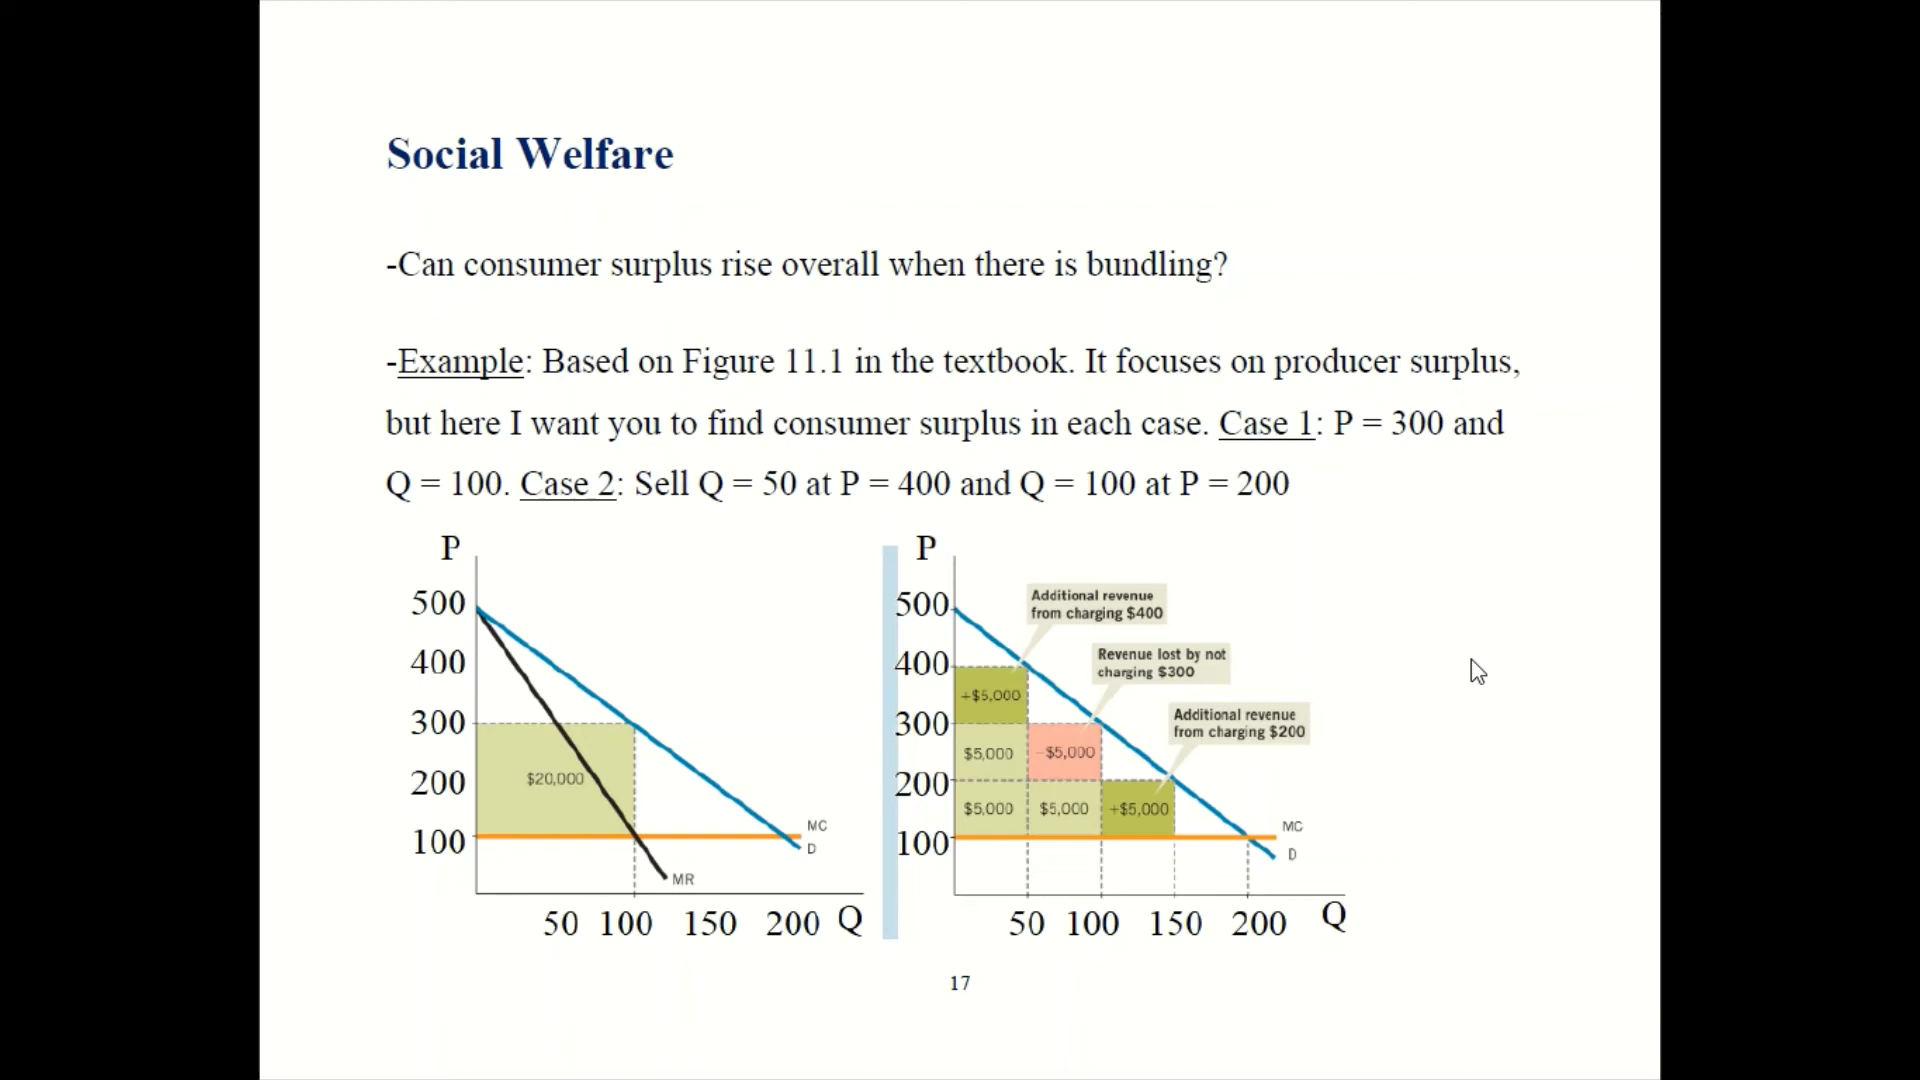 Social Welfare
-Can consumer surplus rise overall when there is bundling?
-Example: Based on Figure 11.1 in the textbook. It focuses on producer surplus,
but here I want you to find consumer surplus in each case. Case 1: P = 300 and
Q = 100. Case 2: Sell Q = 50 at P = 400 and Q = 100 at P = 200
P
500
400
300
200
100
$20,000
MC
D
MR
50 100 150 200 Q
P
500
400
300
200
100
Additional revenue
from charging $400
Revenue lost by not
charging $300
Additional revenue
from charging $200
+$5,000
$5,000 -$5,000
$5,000 $5,000 +$5,000
MC
D
50 100 150 200 Q
17